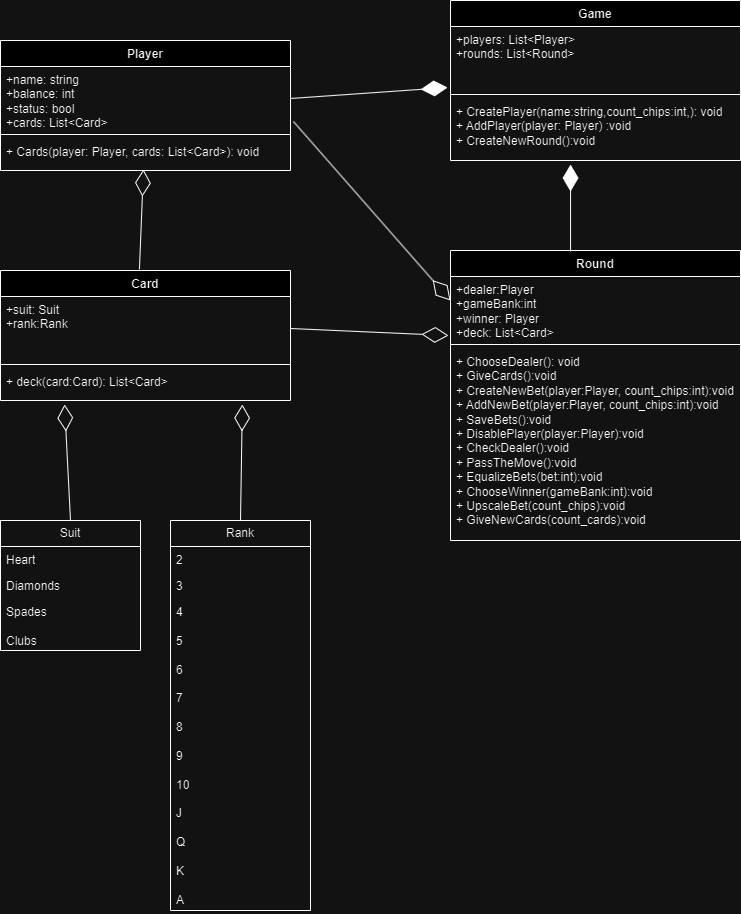 Player
+name: string
+balance: int
+status: bool
+cards: List<Card>
+ Cards(player: Player, cards: List<Card>): void
Game
+players: List<Player>
+rounds: List<Round>
+ CreatePlayer(name:string,count_chips:int,): void
+ AddPlayer(player: Player) :void
+ CreateNewRound():void
Card
+suit: Suit
+rank:Rank
+ deck(card:Card): List<Card>
Round
+dealer:Player
+gameBank:int
+winner: Player
+deck: List<Card>
+ ChooseDealer(): void
+ GiveCards():void
+ CreateNewBet(player:Player, count_chips:int):void
+ AddNewBet(player:Player, count_chips:int):void
+ SaveBets():void
+ DisablePlayer(player:Player):void
+ CheckDealer():void
+ PassTheMove():void
+ EqualizeBets(bet:int):void
+ ChooseWinner(gameBank:int):void
+ UpscaleBet(count_chips):void
+ GiveNewCards(count_cards):void
Suit
Heart
Diamonds
Spades
Clubs
Rank
2
3
4
5
6
7
8
9
10
J
Q
K
A